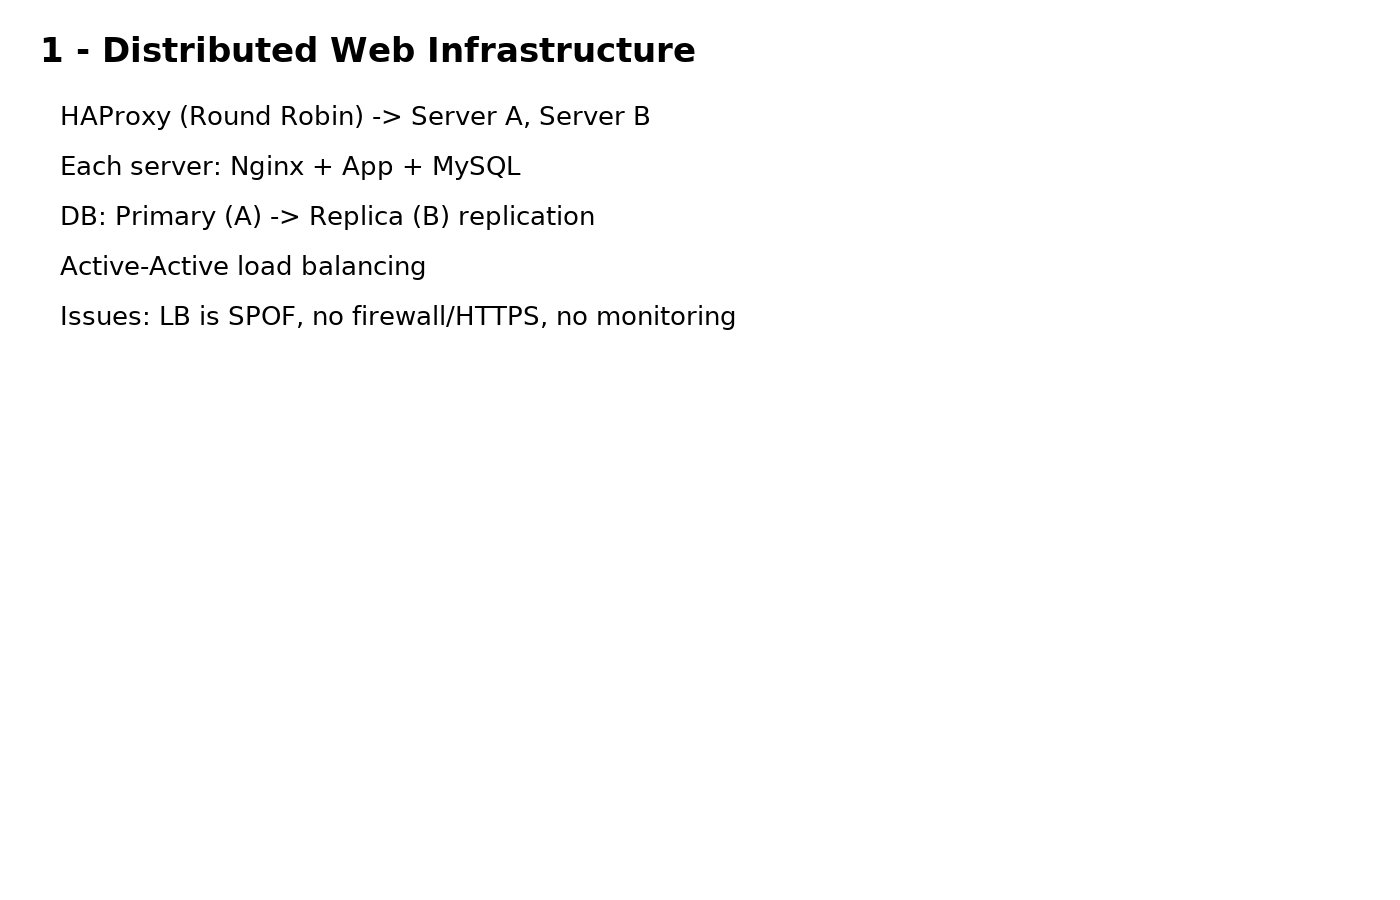 1 - Distributed Web Infrastructure
HAProxy (Round Robin) -> Server A, Server B
Each server: Nginx + App + MySQL
DB: Primary (A) -> Replica (B) replication
Active-Active load balancing
Issues: LB is SPOF, no firewall/HTTPS, no monitoring